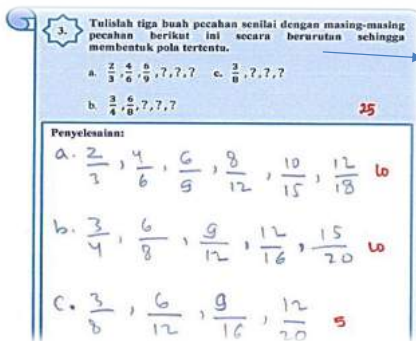 3. Tulislah tiga buah pecahan senilai dengan masing-masing
pecahan berikut ini secara berurutan sehingga
membentuk pola tertentu.
a. 2/3, 4/6, 6/9, ?, ?, ? c. 3/8, ?, ?, ?
b. 3/4, 6/8, ?, ?, ?
25
Penyelesaian:
a. 2/3, 4/6, 6/9, 8/12, 10/15, 12/18 10
b. 3/4, 6/8, 9/12, 12/16, 15/20 10
c. 3/8, 6/12, 9/16, 12/20 5